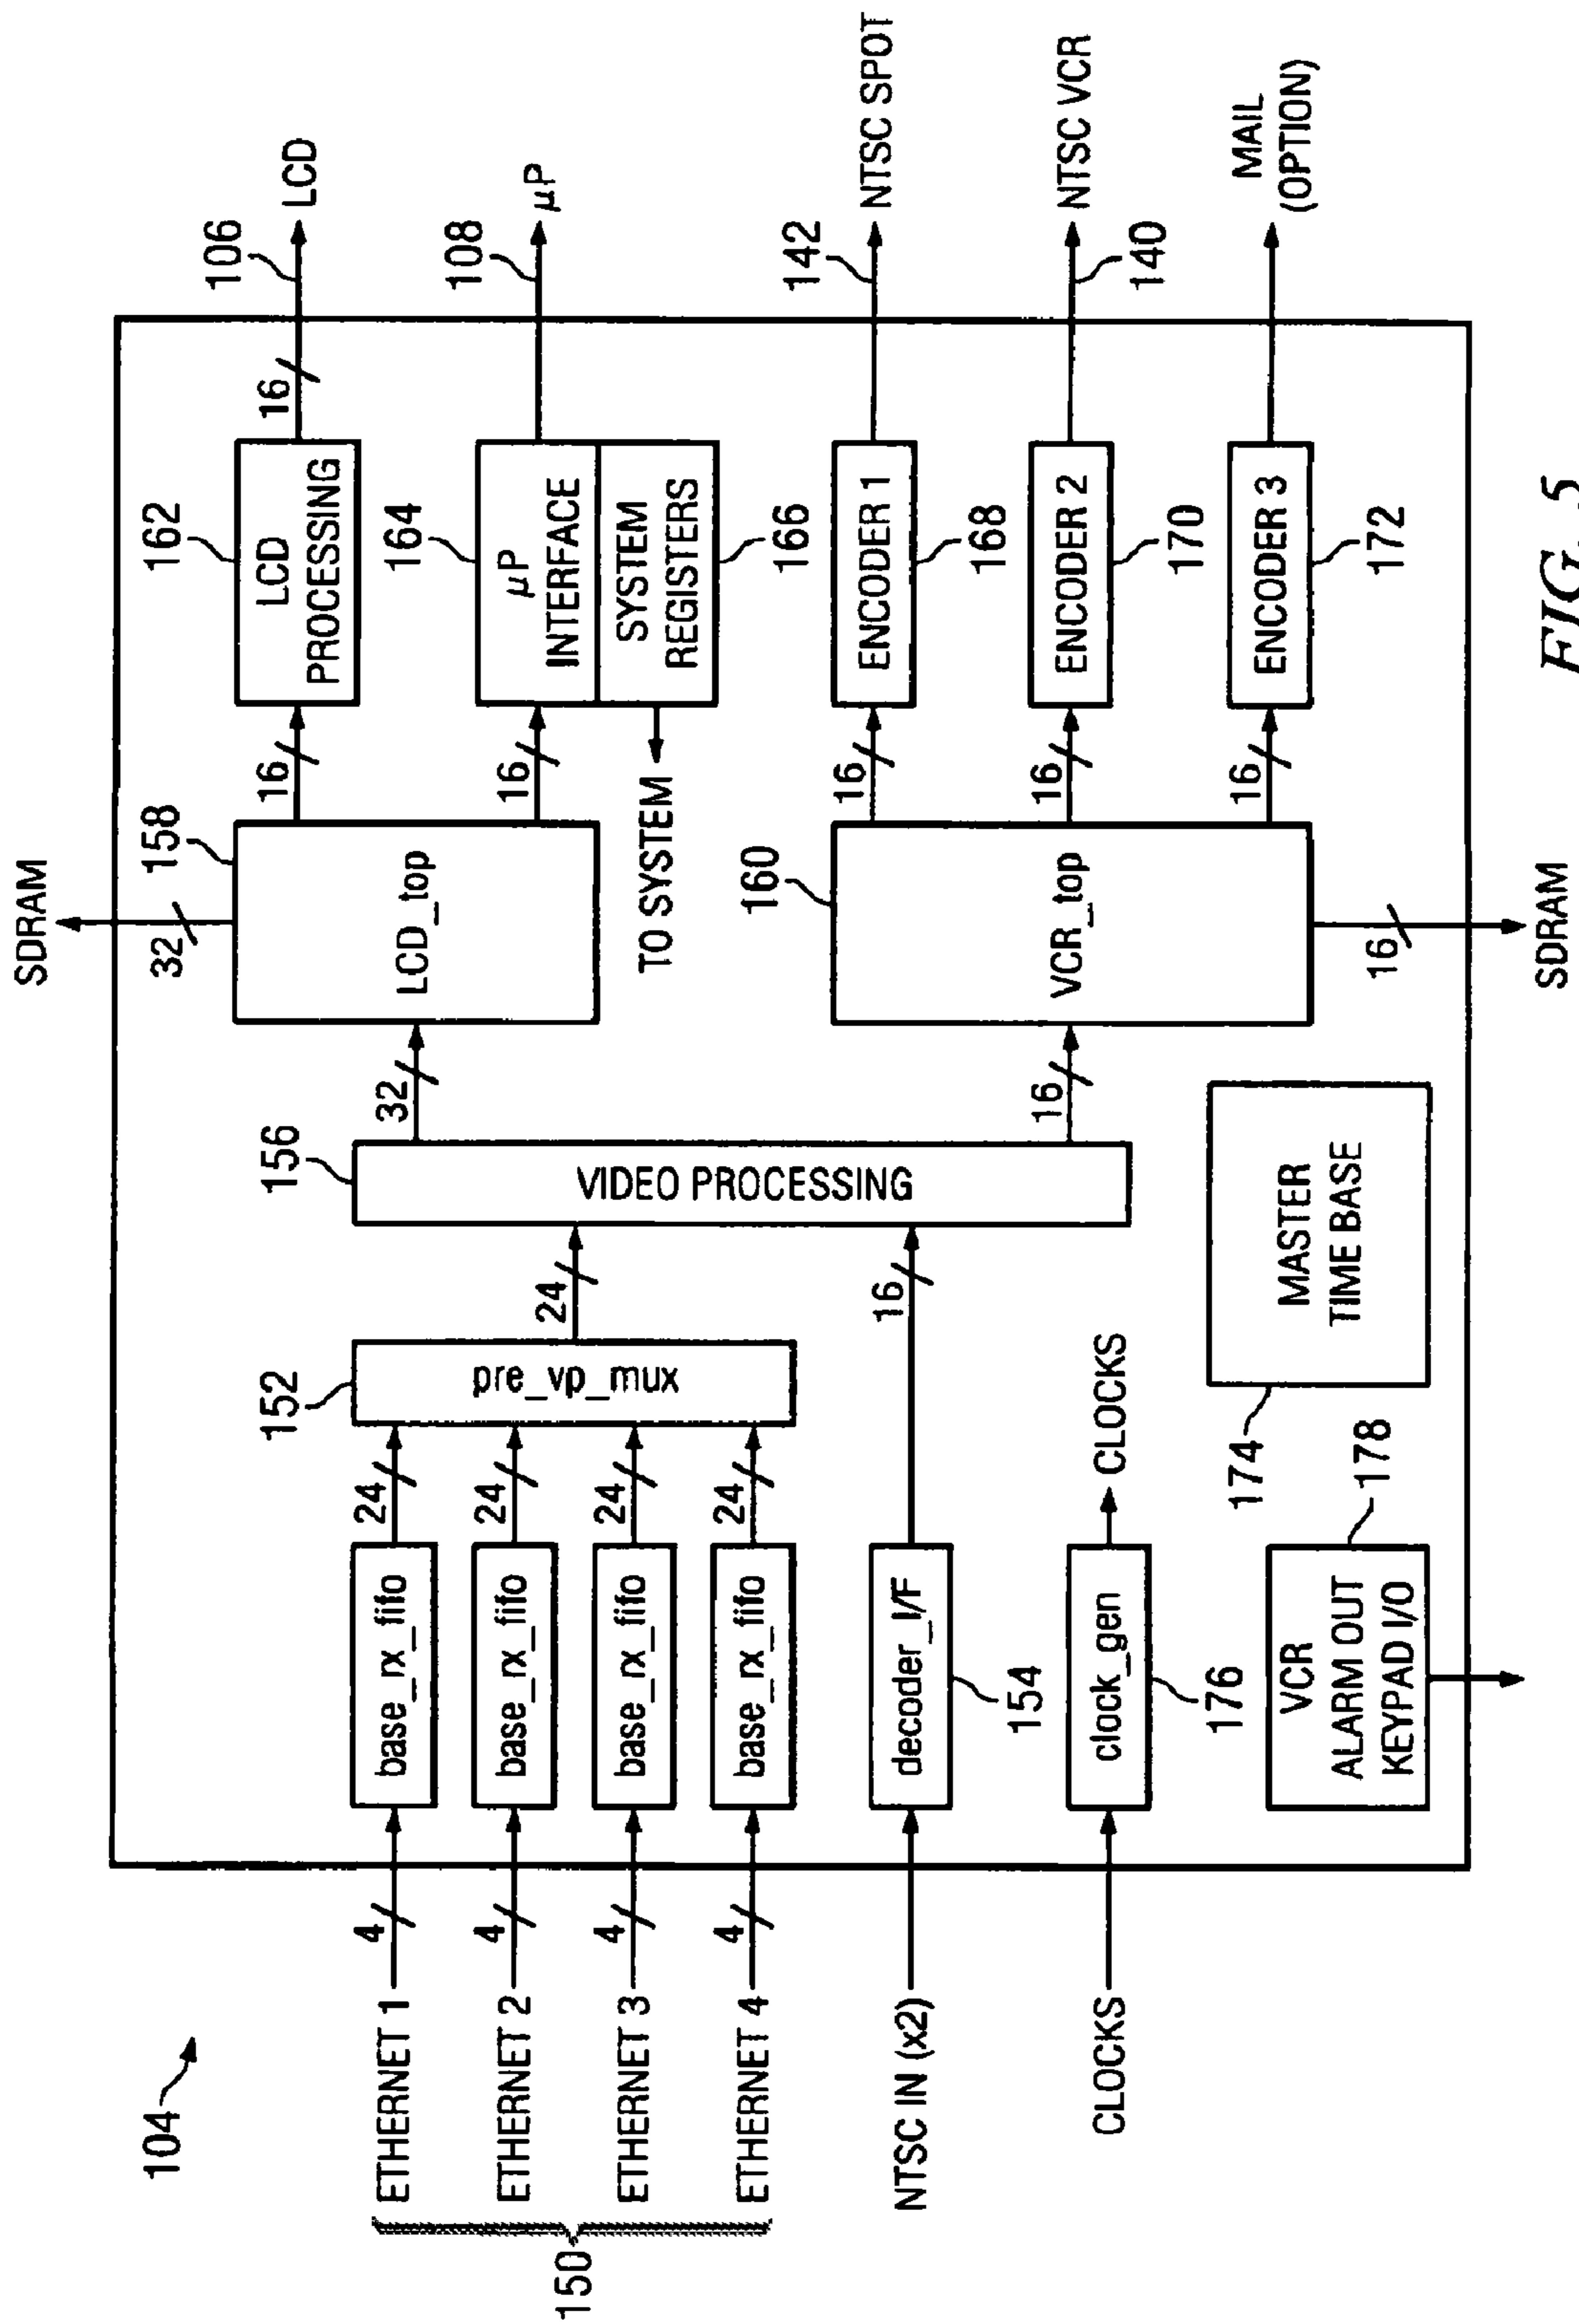 104
SDRAM
32
158
162
106
ETHERNET 1
4
base_rx_fifo
24
152
156
32
LCD_top
16
LCD
PROCESSING
16
LCD
ETHERNET 2
4
base_rx_fifo
24
pre_vp_mux
24
16
164
µP
INTERFACE
108
µP
150
ETHERNET 3
4
base_rx_fifo
24
TO SYSTEM
SYSTEM
REGISTERS
166
ETHERNET 4
4
base_rx_fifo
24
VIDEO PROCESSING
160
NTSC IN (x2)
decoder_I/F
154
16
16
VCR_top
16
ENCODER 1
168
142
NTSC SPOT
CLOCKS
clock_gen
176
CLOCKS
16
ENCODER 2
170
NTSC VCR
140
174
MASTER
TIME BASE
16
ENCODER 3
172
MAIL
(OPTION)
VCR
ALARM OUT
KEYPAD I/O
178
16
SDRAM
FIG. 5